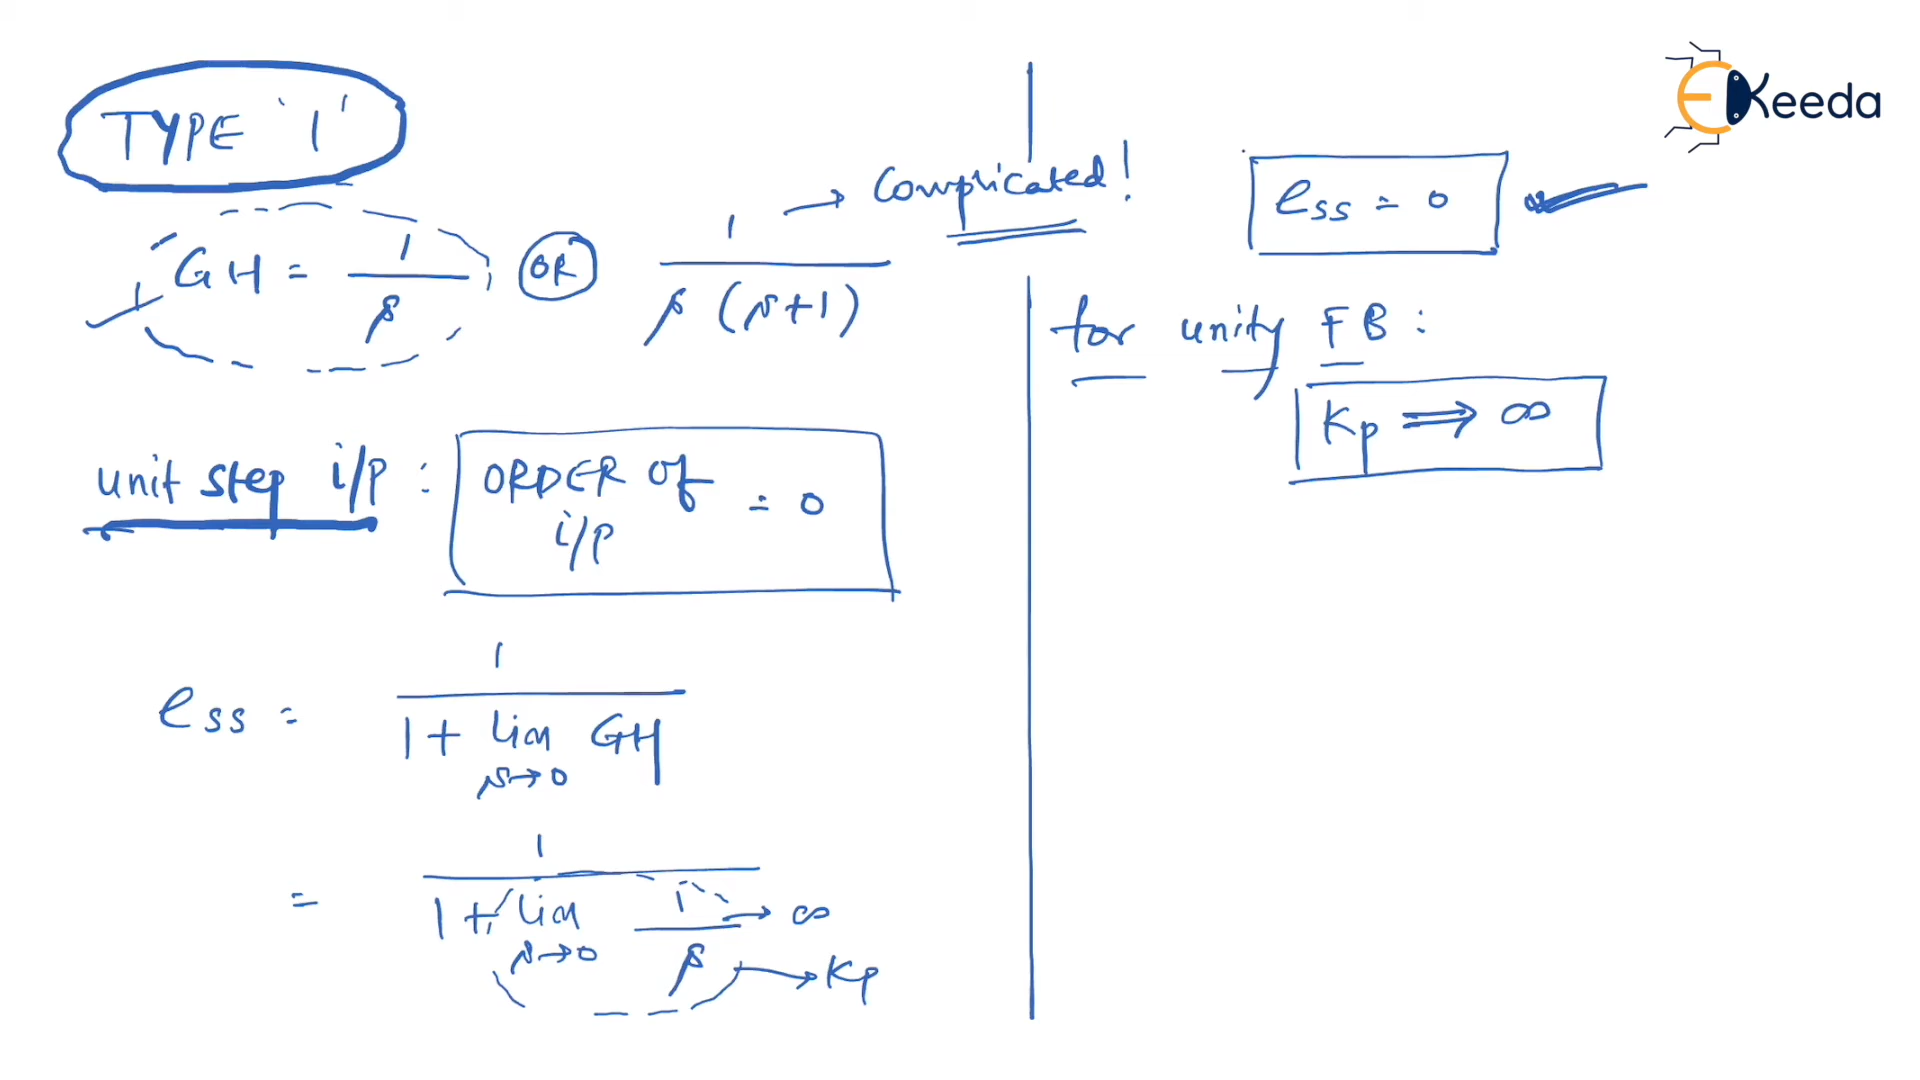 TYPE '1'
GH = 1/s OR 1/s(s+1) → Complicated!
unit step i/p : ORDER of i/p = 0
ess = 1/(1 + lim s→0 GH)
= 1/(1 + lim s→0 1/s) → ∞
→ Kp
EKeeda
ess = 0
for unity FB :
Kp ⟹ ∞